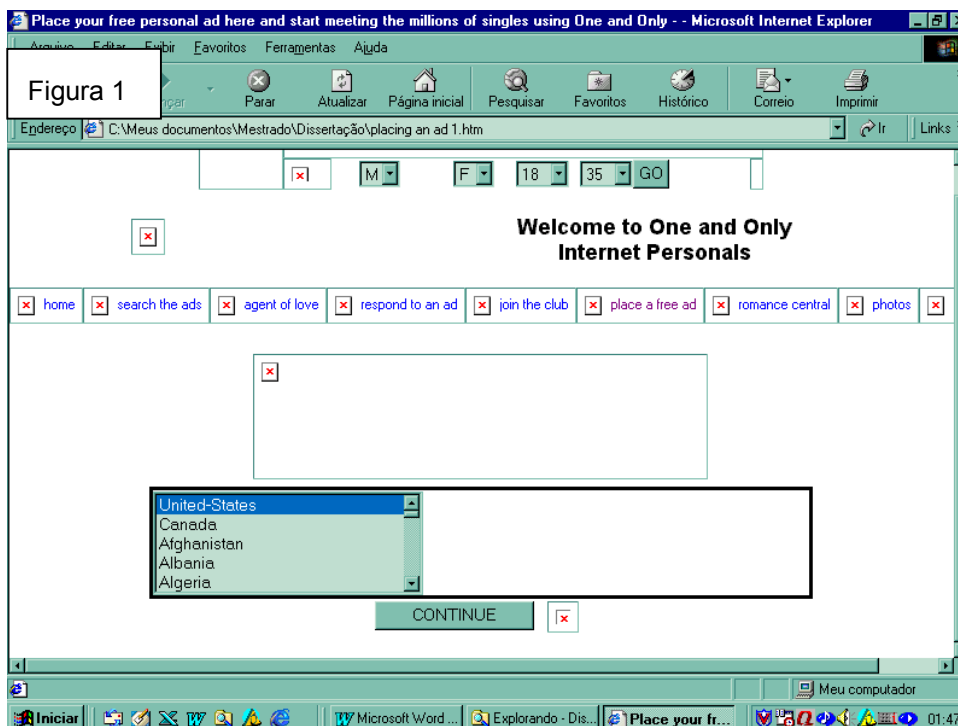 Place your free personal ad here and start meeting the millions of singles using One and Only - - Microsoft Internet Explorer
Arquivo Editar Exibir Favoritos Ferramentas Ajuda
Figura 1
Parar Atualizar Página inicial Pesquisar Favoritos Histórico Correio Imprimir
Endereço C:\Meus documentos\Mestrado\Dissertação\placing an ad 1.htm Ir Links
M F 18 35 GO
Welcome to One and Only
Internet Personals
home search the ads agent of love respond to an ad join the club place a free ad romance central photos
United-States
Canada
Afghanistan
Albania
Algeria
CONTINUE
Meu computador
Iniciar Microsoft Word ... Explorando - Dis... Place your fr... 01:47